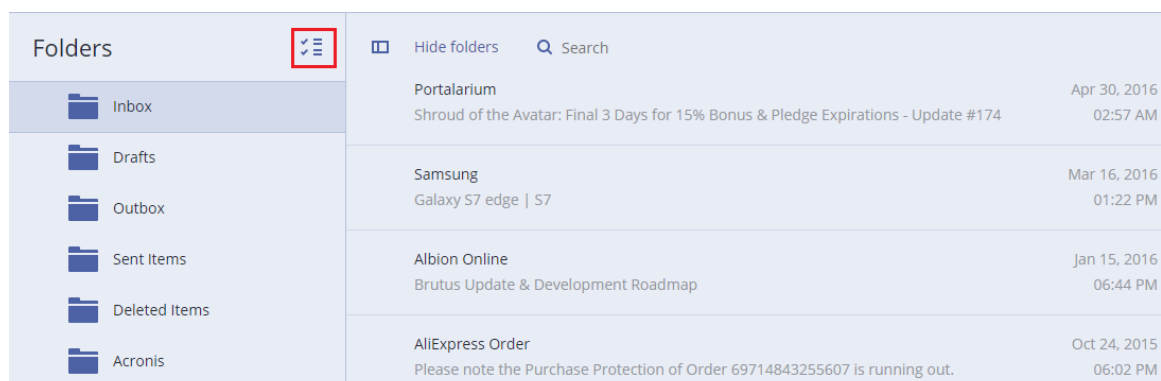 Folders
Inbox
Drafts
Outbox
Sent Items
Deleted Items
Acronis
Hide folders
Search
Portalarium
Apr 30, 2016
Shroud of the Avatar: Final 3 Days for 15% Bonus & Pledge Expirations - Update #174
02:57 AM
Samsung
Mar 16, 2016
Galaxy S7 edge | S7
01:22 PM
Albion Online
Jan 15, 2016
Brutus Update & Development Roadmap
06:44 PM
AliExpress Order
Oct 24, 2015
Please note the Purchase Protection of Order 69714843255607 is running out.
06:02 PM